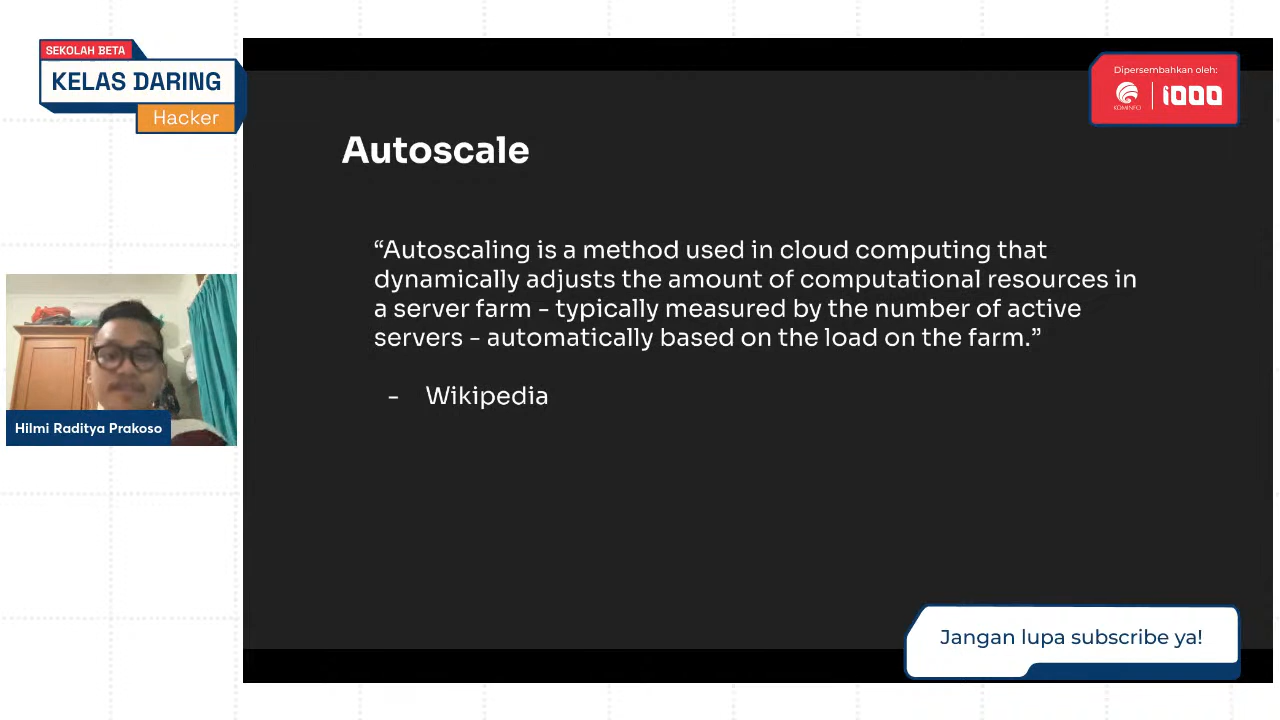 SEKOLAH BETA
KELAS DARING
Hacker
Dipersembahkan oleh:
KOMINFO
1000
Autoscale
“Autoscaling is a method used in cloud computing that
dynamically adjusts the amount of computational resources in
a server farm - typically measured by the number of active
servers - automatically based on the load on the farm.”
- Wikipedia
Hilmi Raditya Prakoso
Jangan lupa subscribe ya!